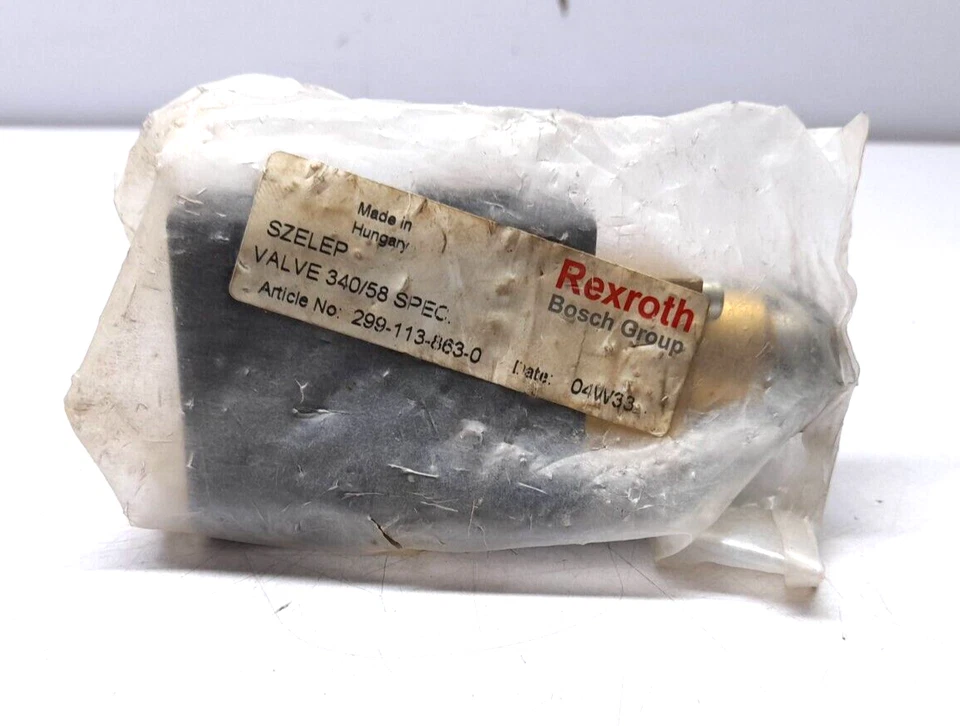 Made in
Hungary
SZELEP
VALVE 340/58 SPEC.
Article No: 299-113-863-0
Date: 04W33
Rexroth
Bosch Group